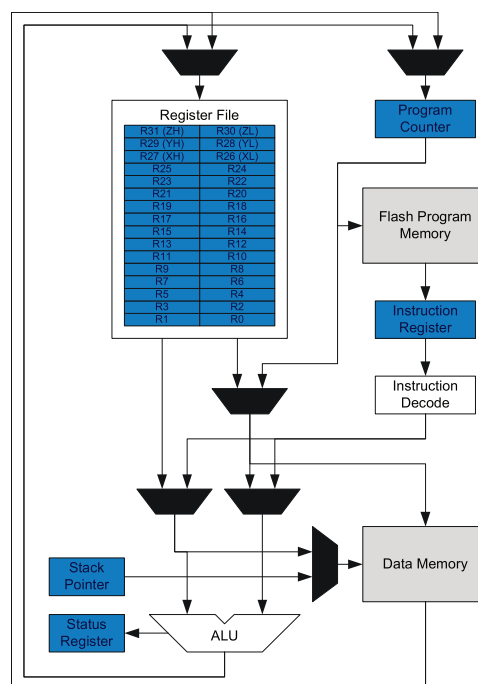 Register File
R31 (ZH) R30 (ZL)
R29 (YH) R28 (YL)
R27 (XH) R26 (XL)
R25 R24
R23 R22
R21 R20
R19 R18
R17 R16
R15 R14
R13 R12
R11 R10
R9 R8
R7 R6
R5 R4
R3 R2
R1 R0
Program
Counter
Flash Program
Memory
Instruction
Register
Instruction
Decode
Stack
Pointer
Data Memory
Status
Register
ALU